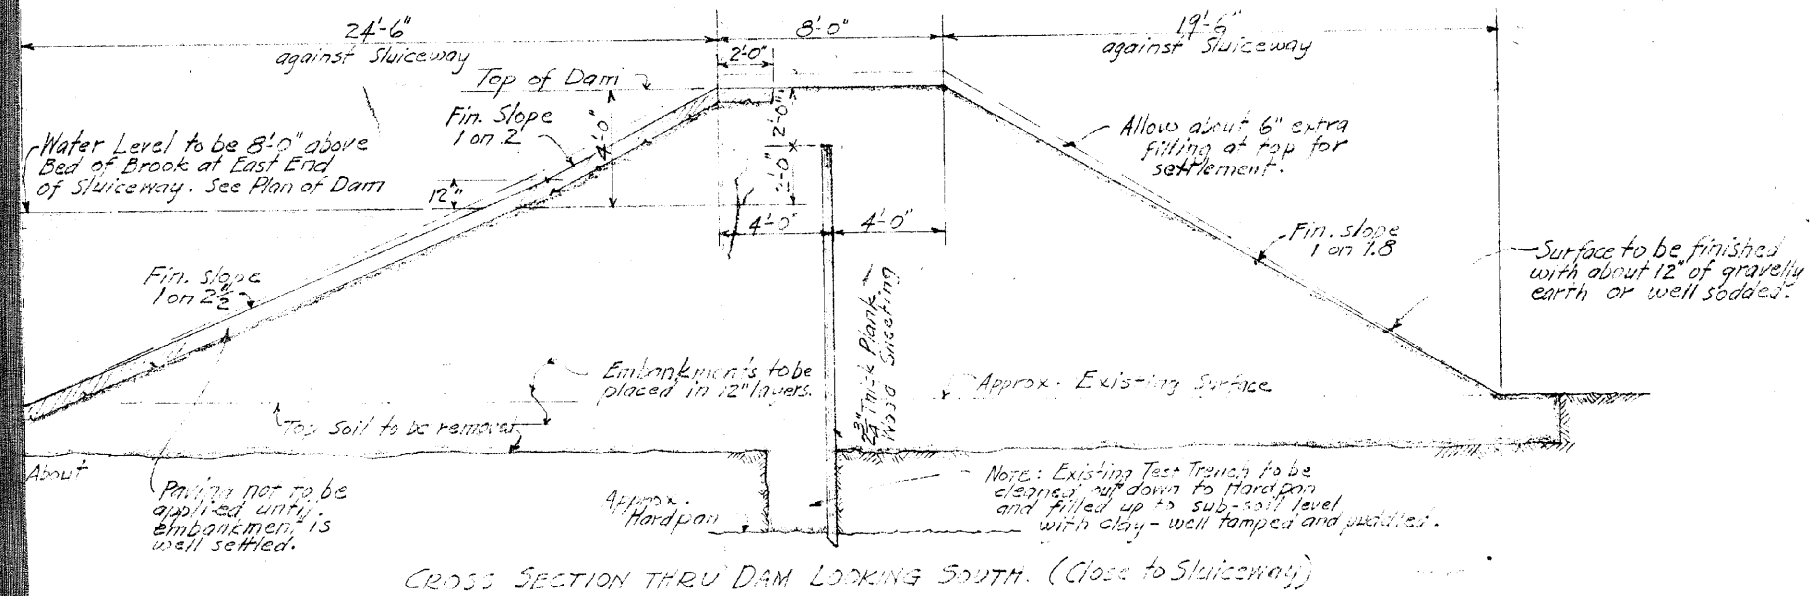 24'-6"
against Sluiceway
8'-0"
19'-6"
against Sluiceway
2'-0"
Top of Dam
Fin. Slope
1 on 2
4'-0"
2'-0"
2'-0"
Allow about 6" extra
filling at top for
settlement.
Water Level to be 8'-0" above
Bed of Brook at East End
of Sluiceway. See Plan of Dam
12"
4'-0"
4'-0"
Fin. slope
1 on 1.8
Surface to be finished
with about 12" of gravelly
earth or well sodded.
Fin. slope
1 on 2½
Thick Plank
Wood Sheeting
Embankments to be
placed in 12" layers.
Approx. Existing Surface
Top Soil to be removed
About
Paving not to be
applied until
embankment is
well settled.
Approx.
Hardpan
NOTE: Existing Test Trench to be
cleaned out down to Hardpan
and filled up to sub-soil level
with clay - well tamped and puddled.
CROSS SECTION THRU DAM LOOKING SOUTH. (Close to Sluiceway)